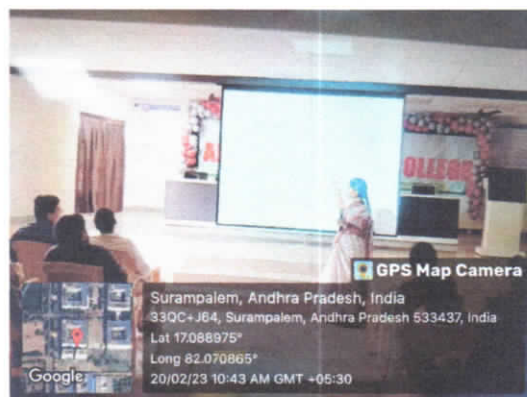 OLLEGE
GPS Map Camera
Surampalem, Andhra Pradesh, India
33QC+J64, Surampalem, Andhra Pradesh 533437, India
Lat 17.088975°
Long 82.070865°
20/02/23 10:43 AM GMT +05:30
Google